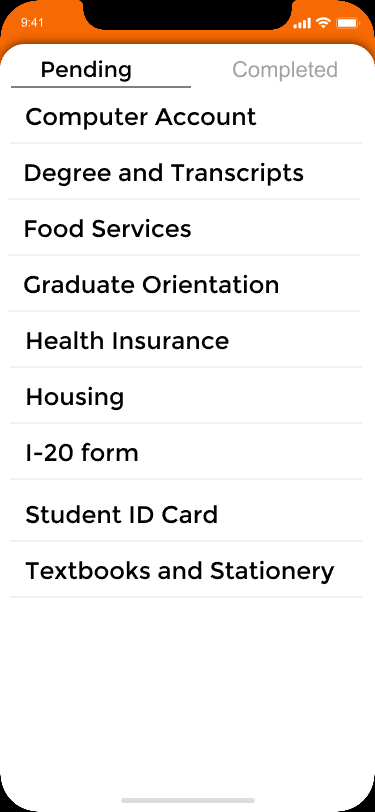 9:41
Pending Completed
Computer Account
Degree and Transcripts
Food Services
Graduate Orientation
Health Insurance
Housing
I-20 form
Student ID Card
Textbooks and Stationery